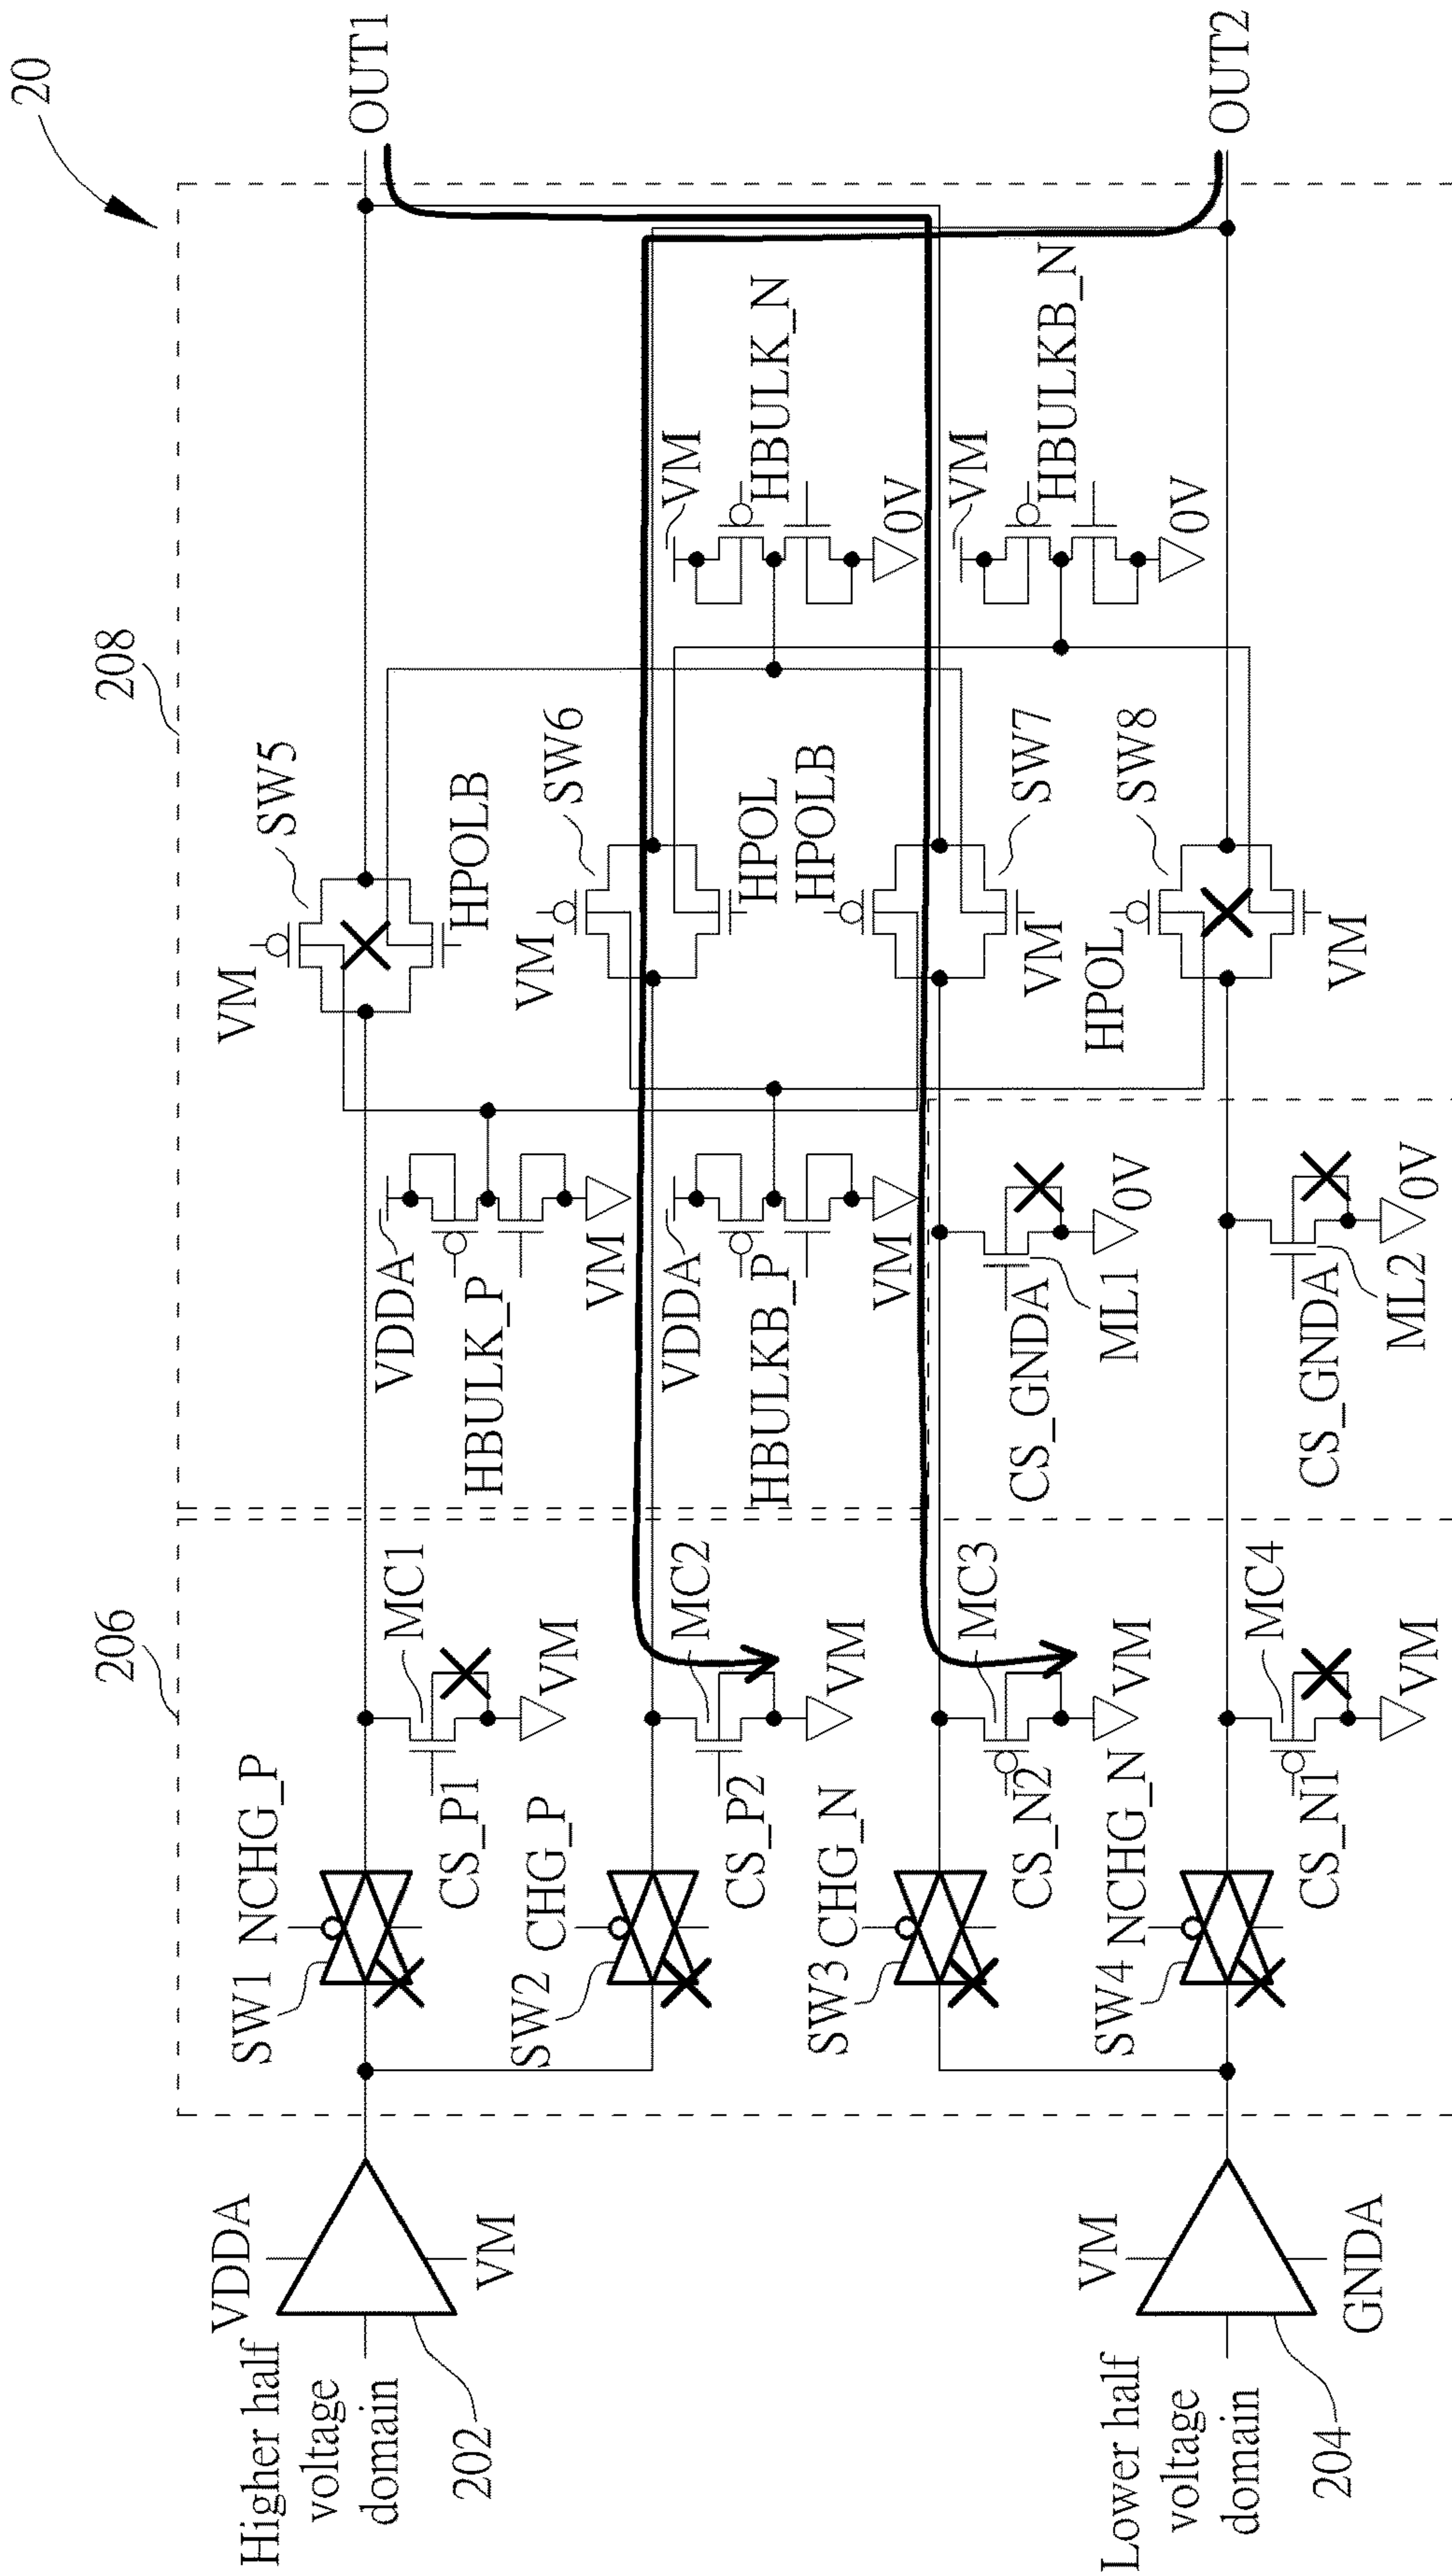 20
206
208
VDDA
Higher half
voltage
domain
VM
202
SW1
NCHG_P
MC1
CS_P1
VM
VDDA
HBULK_P
VM
VM
SW5
HPOLB
OUT1
SW2
CHG_P
MC2
CS_P2
VM
VDDA
HBULKB_P
VM
VM
SW6
HPOL
VM
HBULK_N
0V
SW3
CHG_N
MC3
CS_N2
VM
CS_GNDA
ML1
0V
HPOLB
VM
SW7
VM
HBULKB_N
0V
VM
Lower half
voltage
domain
GNDA
204
SW4
NCHG_N
MC4
CS_N1
VM
CS_GNDA
ML2
0V
HPOL
SW8
VM
OUT2